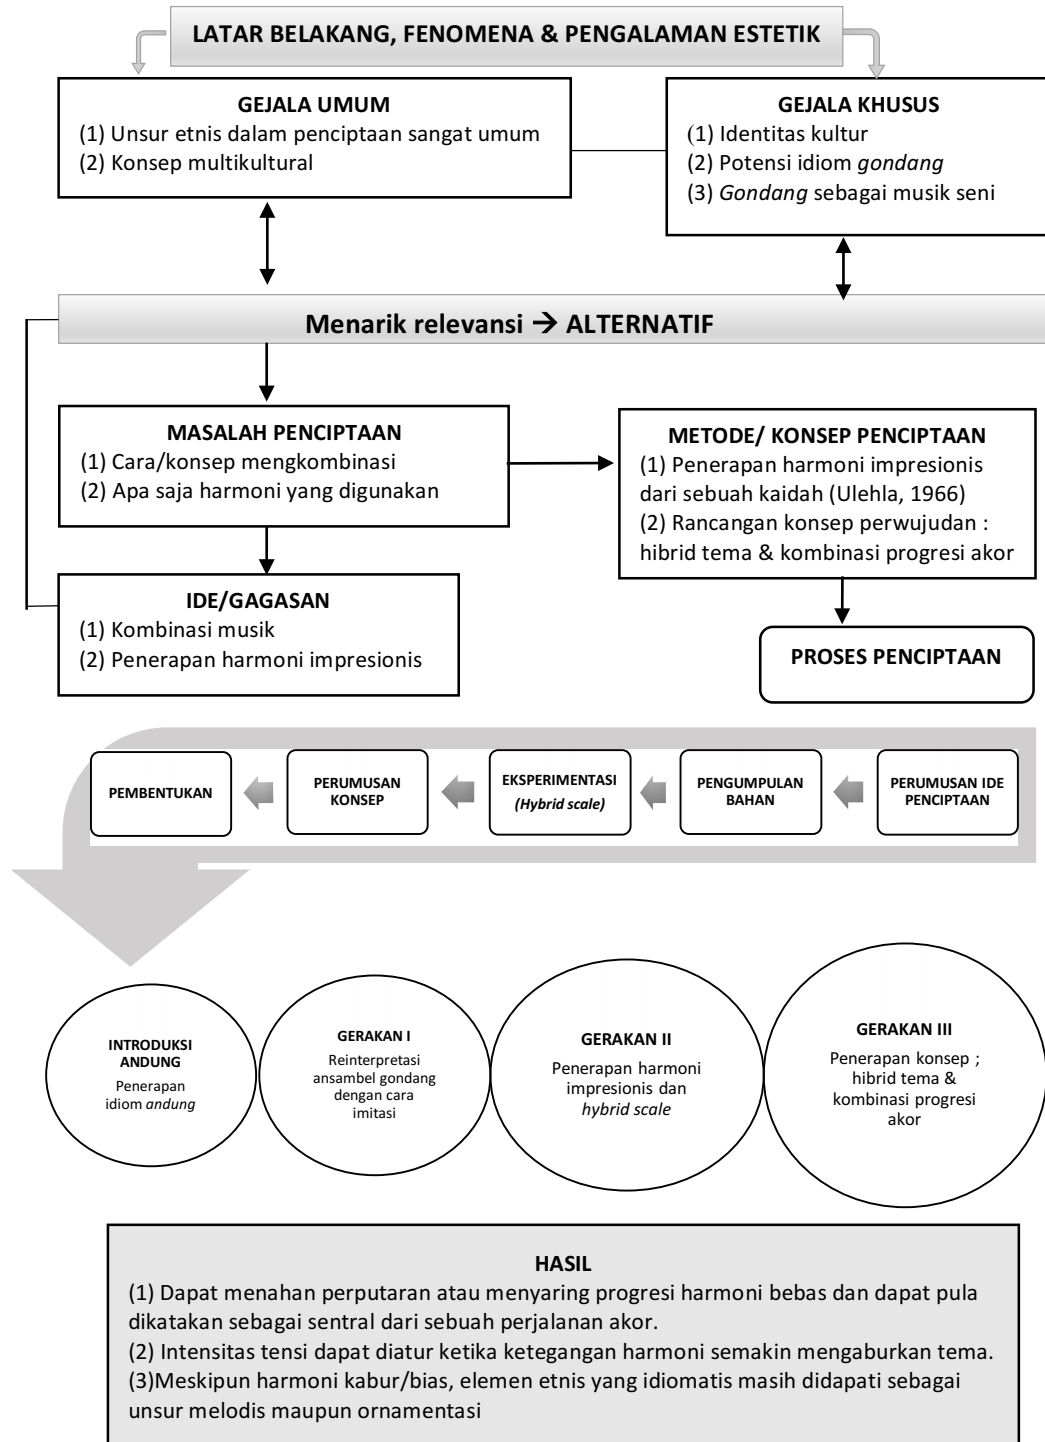 LATAR BELAKANG, FENOMENA & PENGALAMAN ESTETIK
GEJALA UMUM
(1) Unsur etnis dalam penciptaan sangat umum
(2) Konsep multikultural
GEJALA KHUSUS
(1) Identitas kultur
(2) Potensi idiom gondang
(3) Gondang sebagai musik seni
Menarik relevansi → ALTERNATIF
MASALAH PENCIPTAAN
(1) Cara/konsep mengkombinasi
(2) Apa saja harmoni yang digunakan
METODE/ KONSEP PENCIPTAAN
(1) Penerapan harmoni impresionis
dari sebuah kaidah (Ulehla, 1966)
(2) Rancangan konsep perwujudan :
hibrid tema & kombinasi progresi akor
IDE/GAGASAN
(1) Kombinasi musik
(2) Penerapan harmoni impresionis
PROSES PENCIPTAAN
PEMBENTUKAN
PERUMUSAN
KONSEP
EKSPERIMENTASI
(Hybrid scale)
PENGUMPULAN
BAHAN
PERUMUSAN IDE
PENCIPTAAN
INTRODUKSI
ANDUNG
Penerapan
idiom andung
GERAKAN I
Reinterpretasi
ansambel gondang
dengan cara
imitasi
GERAKAN II
Penerapan harmoni
impresionis dan
hybrid scale
GERAKAN III
Penerapan konsep ;
hibrid tema &
kombinasi progresi
akor
HASIL
(1) Dapat menahan perputaran atau menyaring progresi harmoni bebas dan dapat pula
dikatakan sebagai sentral dari sebuah perjalanan akor.
(2) Intensitas tensi dapat diatur ketika ketegangan harmoni semakin mengaburkan tema.
(3)Meskipun harmoni kabur/bias, elemen etnis yang idiomatis masih didapati sebagai
unsur melodis maupun ornamentasi